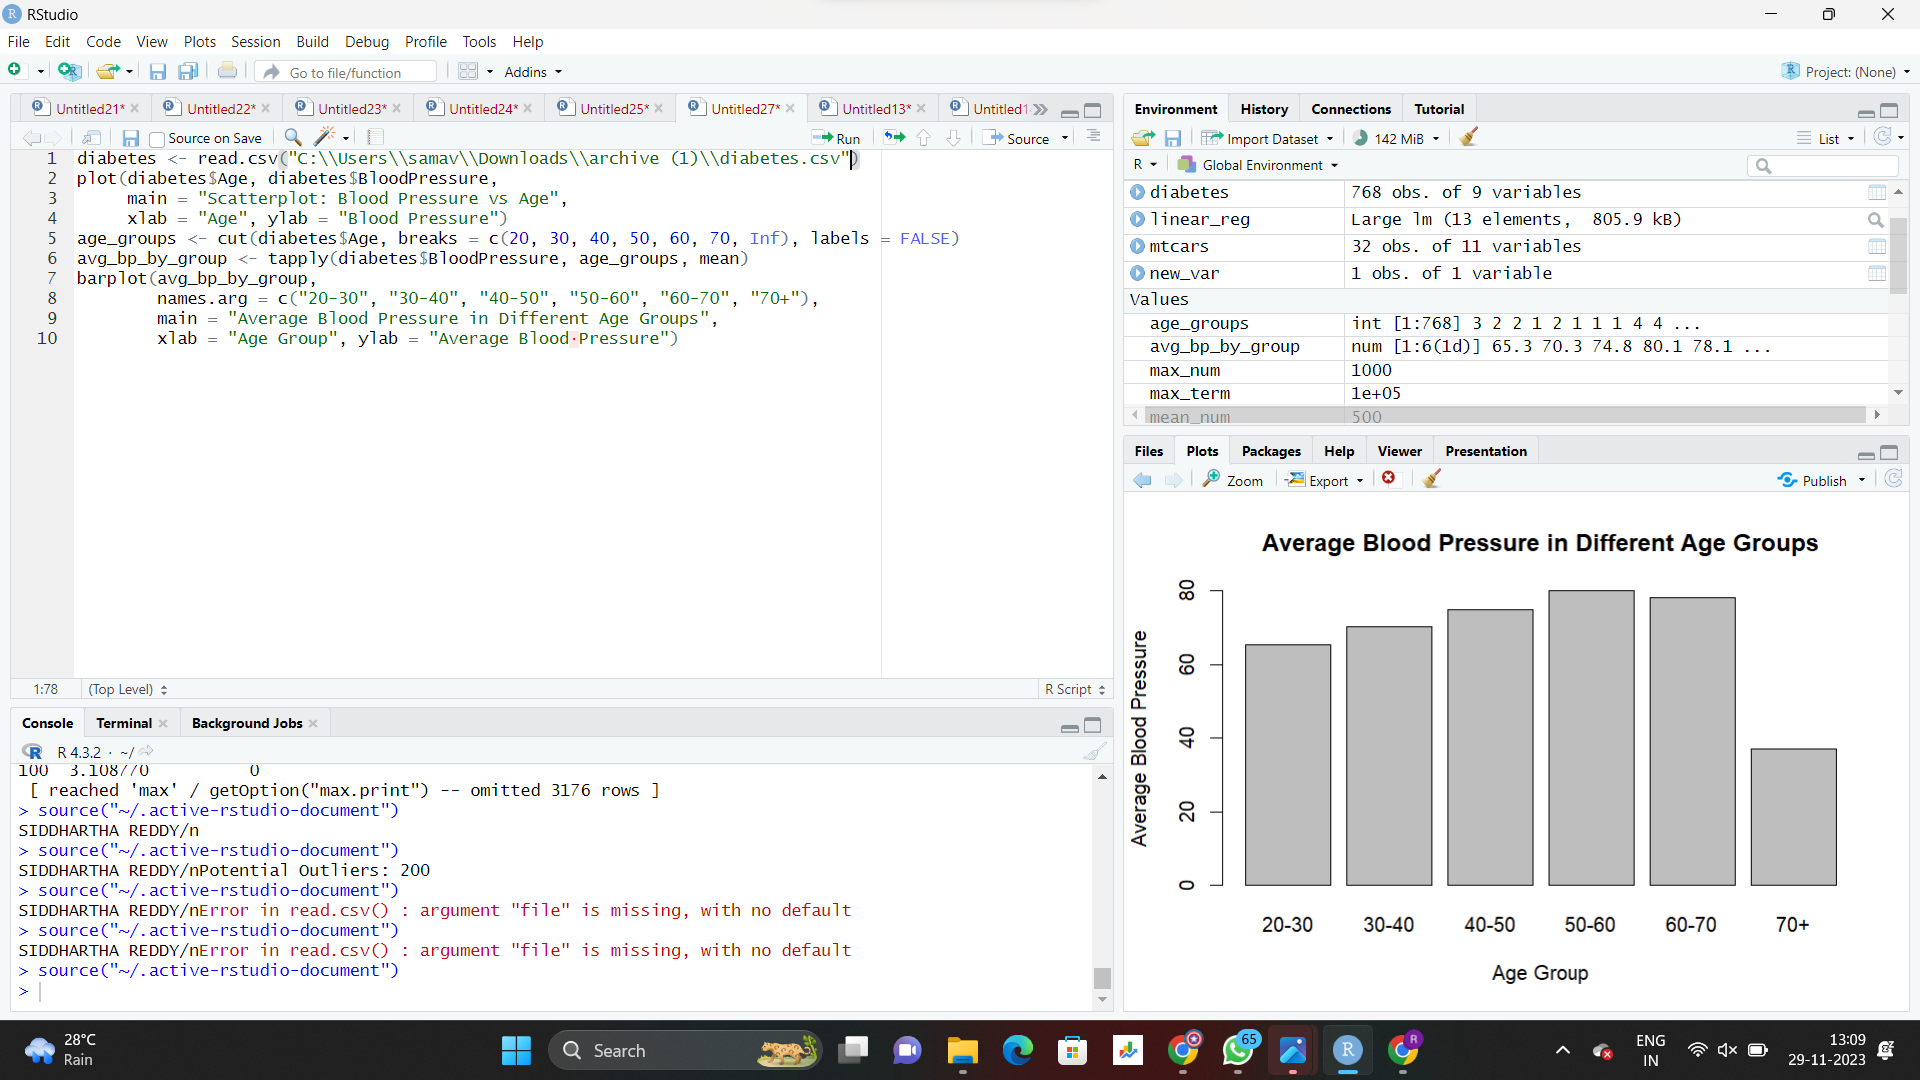 RStudio
File Edit Code View Plots Session Build Debug Profile Tools Help
Go to file/function Addins Project: (None)
Untitled21* Untitled22* Untitled23* Untitled24* Untitled25* Untitled27* Untitled13* Untitled1
Source on Save Run Source
1 diabetes <- read.csv("C:\\Users\\samav\\Downloads\\archive (1)\\diabetes.csv")
2 plot(diabetes$Age, diabetes$BloodPressure,
3 main = "Scatterplot: Blood Pressure vs Age",
4 xlab = "Age", ylab = "Blood Pressure")
5 age_groups <- cut(diabetes$Age, breaks = c(20, 30, 40, 50, 60, 70, Inf), labels = FALSE)
6 avg_bp_by_group <- tapply(diabetes$BloodPressure, age_groups, mean)
7 barplot(avg_bp_by_group,
8 names.arg = c("20-30", "30-40", "40-50", "50-60", "60-70", "70+"),
9 main = "Average Blood Pressure in Different Age Groups",
10 xlab = "Age Group", ylab = "Average Blood·Pressure")
1:78 (Top Level) R Script
Console Terminal Background Jobs
R 4.3.2 · ~/
100 3.108770 0
[ reached 'max' / getOption("max.print") -- omitted 3176 rows ]
> source("~/.active-rstudio-document")
SIDDHARTHA REDDY/n
> source("~/.active-rstudio-document")
SIDDHARTHA REDDY/nPotential Outliers: 200
> source("~/.active-rstudio-document")
SIDDHARTHA REDDY/nError in read.csv() : argument "file" is missing, with no default
> source("~/.active-rstudio-document")
SIDDHARTHA REDDY/nError in read.csv() : argument "file" is missing, with no default
> source("~/.active-rstudio-document")
>
Environment History Connections Tutorial
Import Dataset 142 MiB List
R Global Environment
diabetes 768 obs. of 9 variables
linear_reg Large lm (13 elements, 805.9 kB)
mtcars 32 obs. of 11 variables
new_var 1 obs. of 1 variable
Values
age_groups int [1:768] 3 2 2 1 2 1 1 1 4 4 ...
avg_bp_by_group num [1:6(1d)] 65.3 70.3 74.8 80.1 78.1 ...
max_num 1000
max_term 1e+05
mean_num 500
Files Plots Packages Help Viewer Presentation
Zoom Export Publish
Average Blood Pressure in Different Age Groups
Average Blood Pressure
80
60
40
20
0
20-30 30-40 40-50 50-60 60-70 70+
Age Group
28°C
Rain
Search
65
R
ENG
IN
13:09
29-11-2023